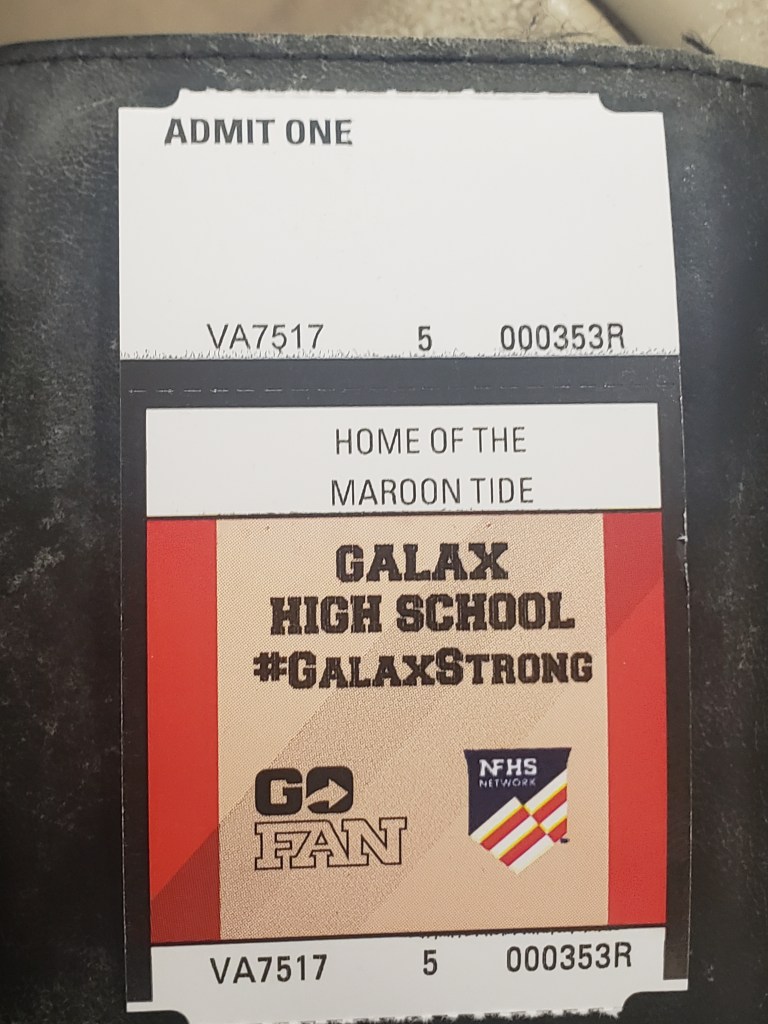 ADMIT ONE
VA7517 5 000353R
HOME OF THE
MAROON TIDE
GALAX
HIGH SCHOOL
#GALAXSTRONG
GO
FAN
NFHS
NETWORK
VA7517 5 000353R